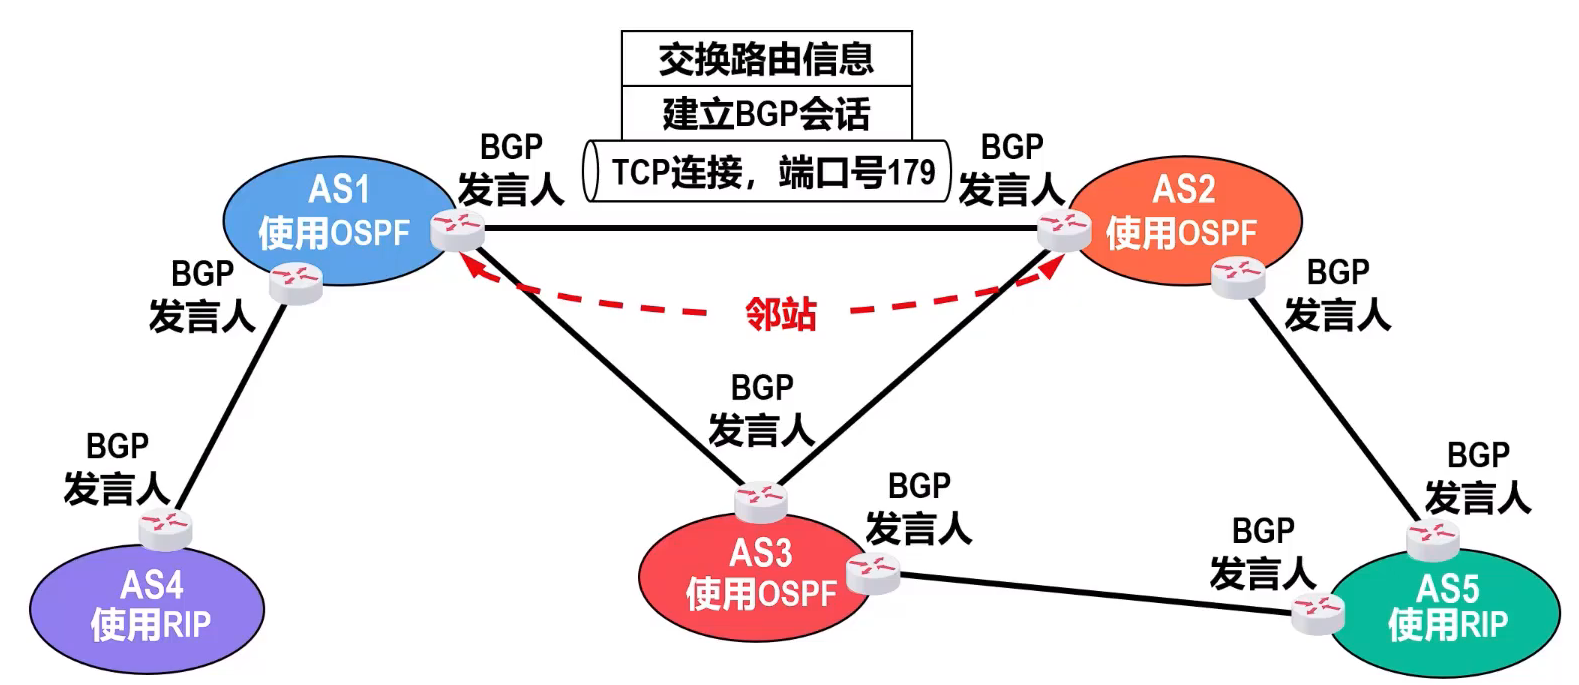 交换路由信息
建立BGP会话
TCP连接，端口号179
BGP
发言人
BGP
发言人
AS1
使用OSPF
AS2
使用OSPF
BGP
发言人
BGP
发言人
邻站
BGP
发言人
BGP
发言人
BGP
发言人
BGP
发言人
BGP
发言人
AS3
使用OSPF
AS4
使用RIP
AS5
使用RIP